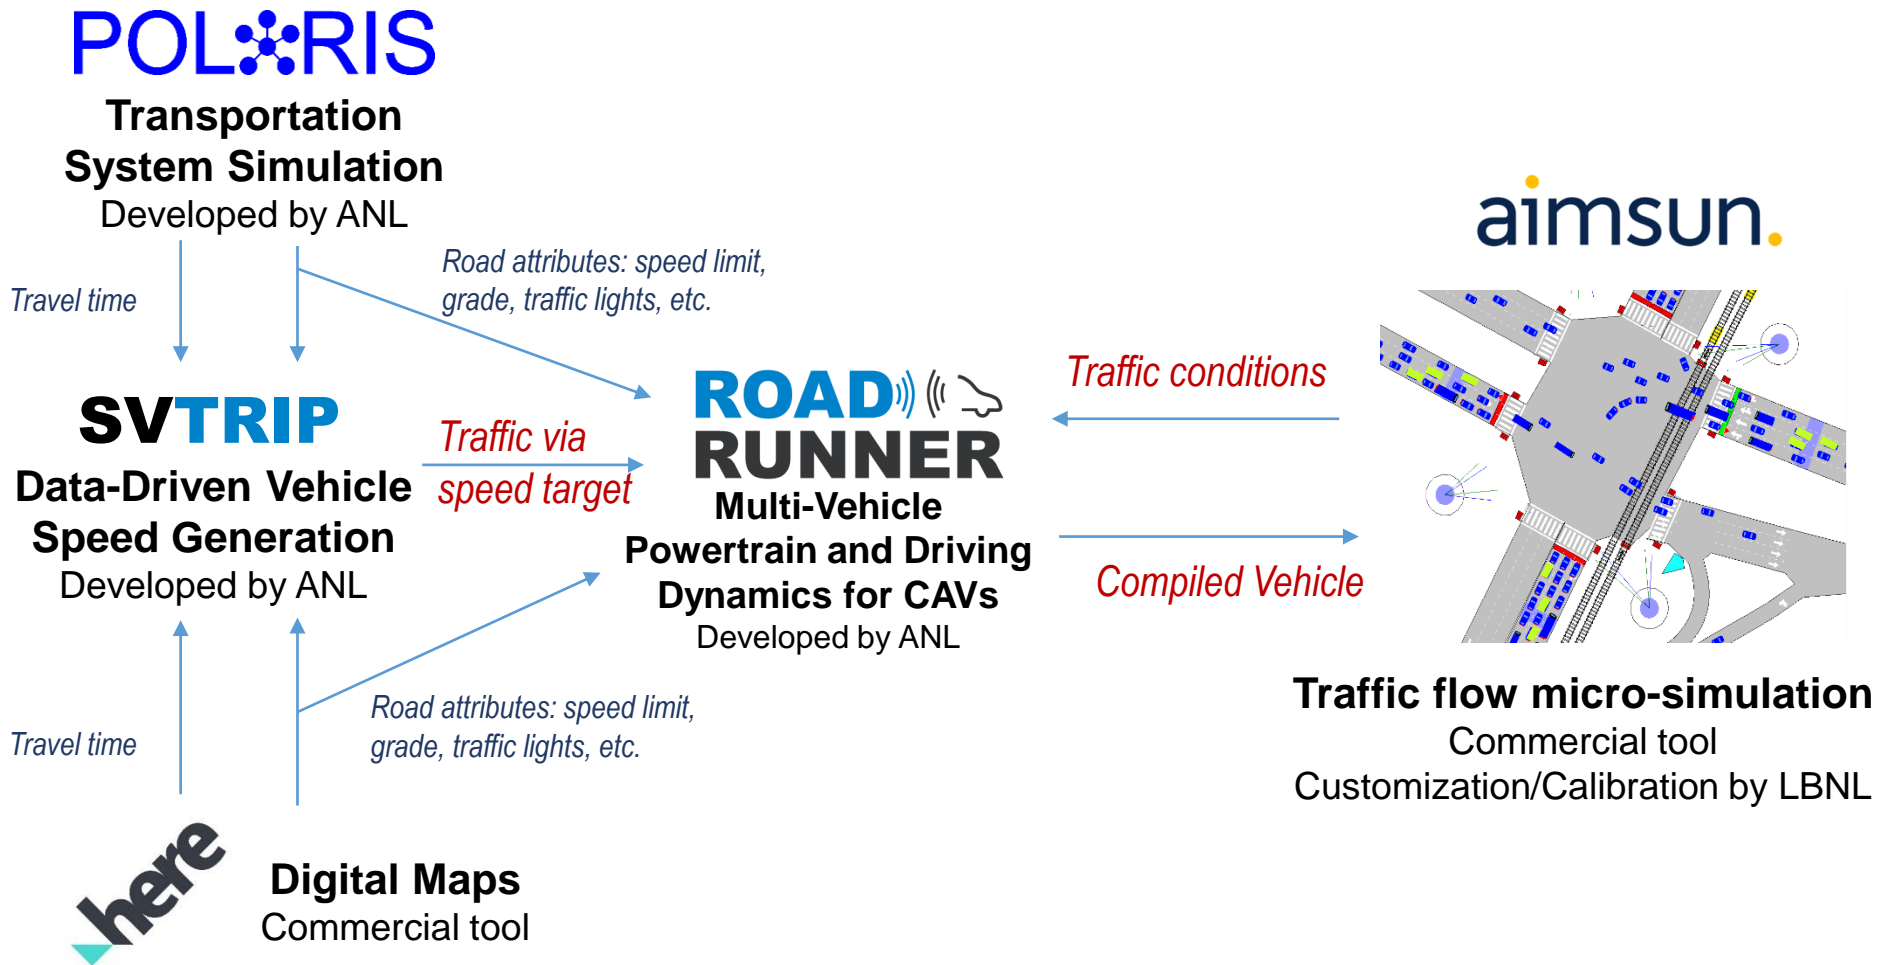 POLARIS
Transportation
System Simulation
Developed by ANL
Travel time
Road attributes: speed limit,
grade, traffic lights, etc.
SVTRIP
Data-Driven Vehicle
Speed Generation
Developed by ANL
Traffic via
speed target
ROAD
RUNNER
Multi-Vehicle
Powertrain and Driving
Dynamics for CAVs
Developed by ANL
Traffic conditions
Compiled Vehicle
aimsun.
Traffic flow micro-simulation
Commercial tool
Customization/Calibration by LBNL
Travel time
Road attributes: speed limit,
grade, traffic lights, etc.
here
Digital Maps
Commercial tool